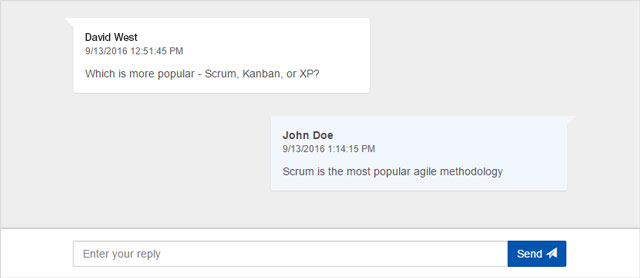 David West
9/13/2016 12:51:45 PM
Which is more popular - Scrum, Kanban, or XP?
John Doe
9/13/2016 1:14:15 PM
Scrum is the most popular agile methodology
Enter your reply
Send